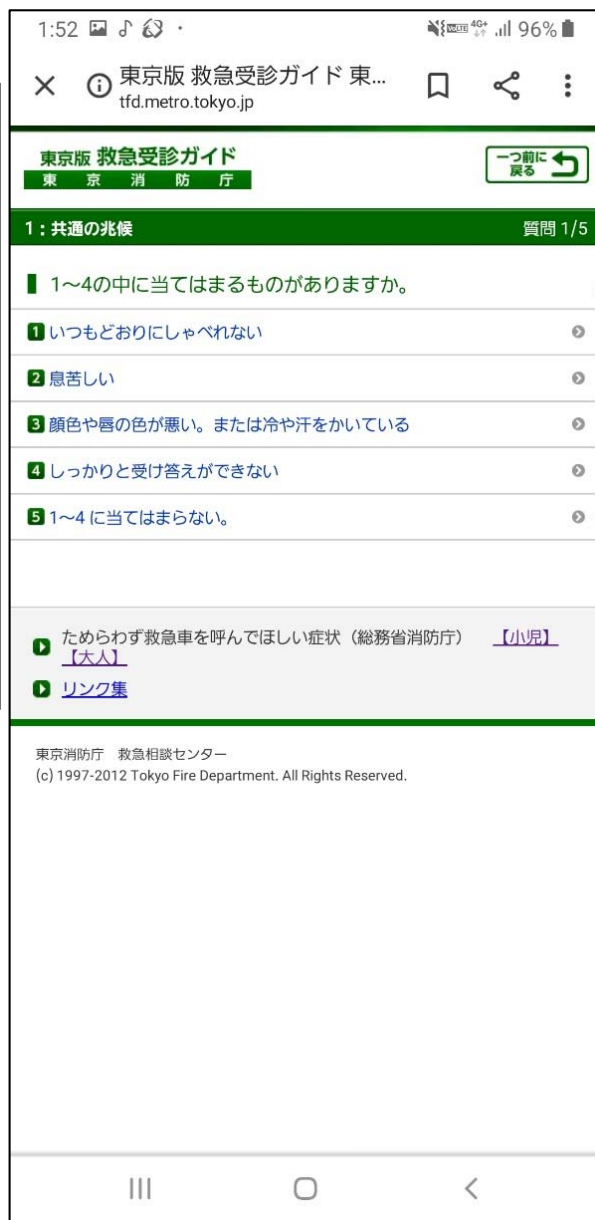 1:52
4G+ 96%
東京版 救急受診ガイド 東...
tfd.metro.tokyo.jp
東京版 救急受診ガイド
東京消防庁
一つ前に
戻る
1:共通の兆候 質問 1/5
1〜4の中に当てはまるものがありますか。
1 いつもどおりにしゃべれない
2 息苦しい
3 顔色や唇の色が悪い。または冷や汗をかいている
4 しっかりと受け答えができない
5 1〜4 に当てはまらない。
ためらわず救急車を呼んでほしい症状（総務省消防庁） 【小児】
【大人】
リンク集
東京消防庁 救急相談センター
(c) 1997-2012 Tokyo Fire Department. All Rights Reserved.